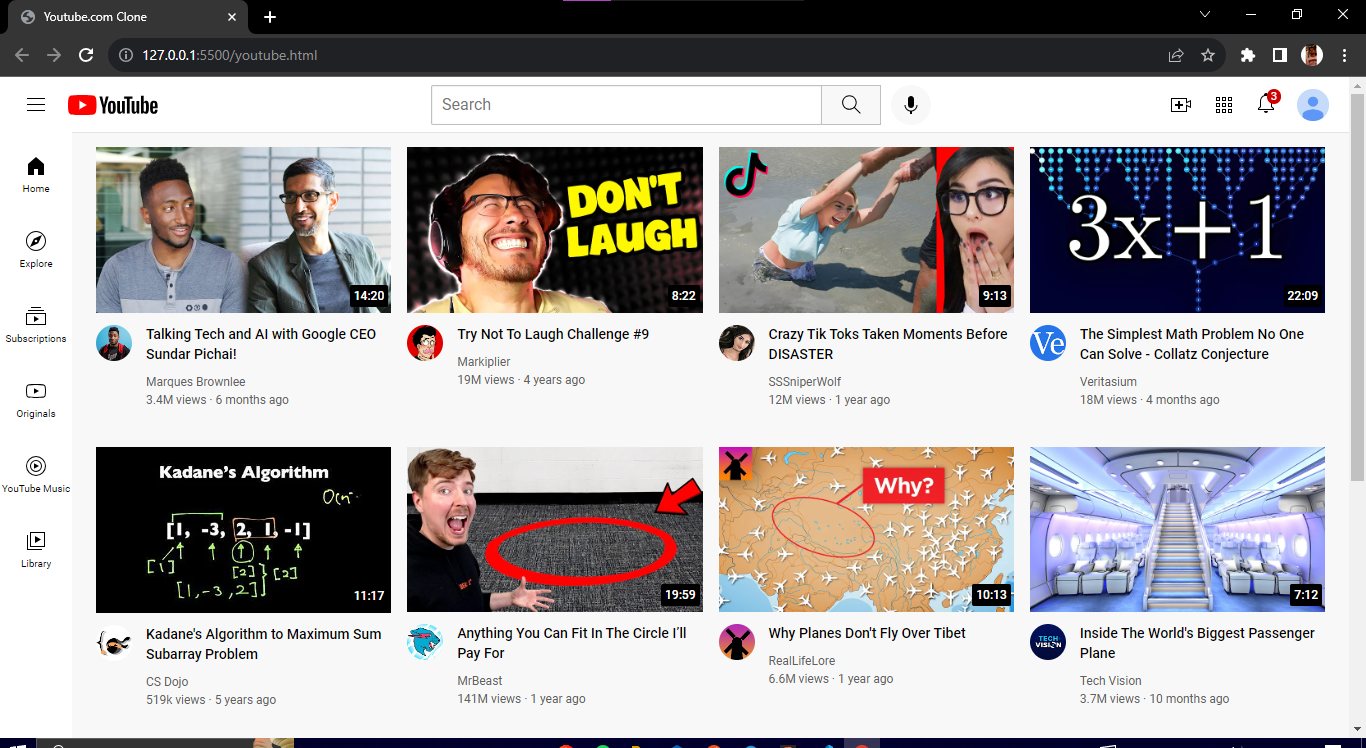 Youtube.com Clone
127.0.0.1:5500/youtube.html
YouTube
Search
3
Home
Explore
Subscriptions
Originals
YouTube Music
Library
14:20
Talking Tech and AI with Google CEO
Sundar Pichai!
Marques Brownlee
3.4M views · 6 months ago
DON'T
LAUGH
8:22
Try Not To Laugh Challenge #9
Markiplier
19M views · 4 years ago
9:13
Crazy Tik Toks Taken Moments Before
DISASTER
SSSniperWolf
12M views · 1 year ago
3x+1
22:09
Ve
The Simplest Math Problem No One
Can Solve - Collatz Conjecture
Veritasium
18M views · 4 months ago
Kadane's Algorithm
[1, -3, 2, 1, -1]
[1]
[2]
[2]
[1, -3, 2]
11:17
Kadane's Algorithm to Maximum Sum
Subarray Problem
CS Dojo
519k views · 5 years ago
19:59
Anything You Can Fit In The Circle I’ll
Pay For
MrBeast
141M views · 1 year ago
Why?
10:13
Why Planes Don't Fly Over Tibet
RealLifeLore
6.6M views · 1 year ago
7:12
TECH
VISION
Inside The World's Biggest Passenger
Plane
Tech Vision
3.7M views · 10 months ago